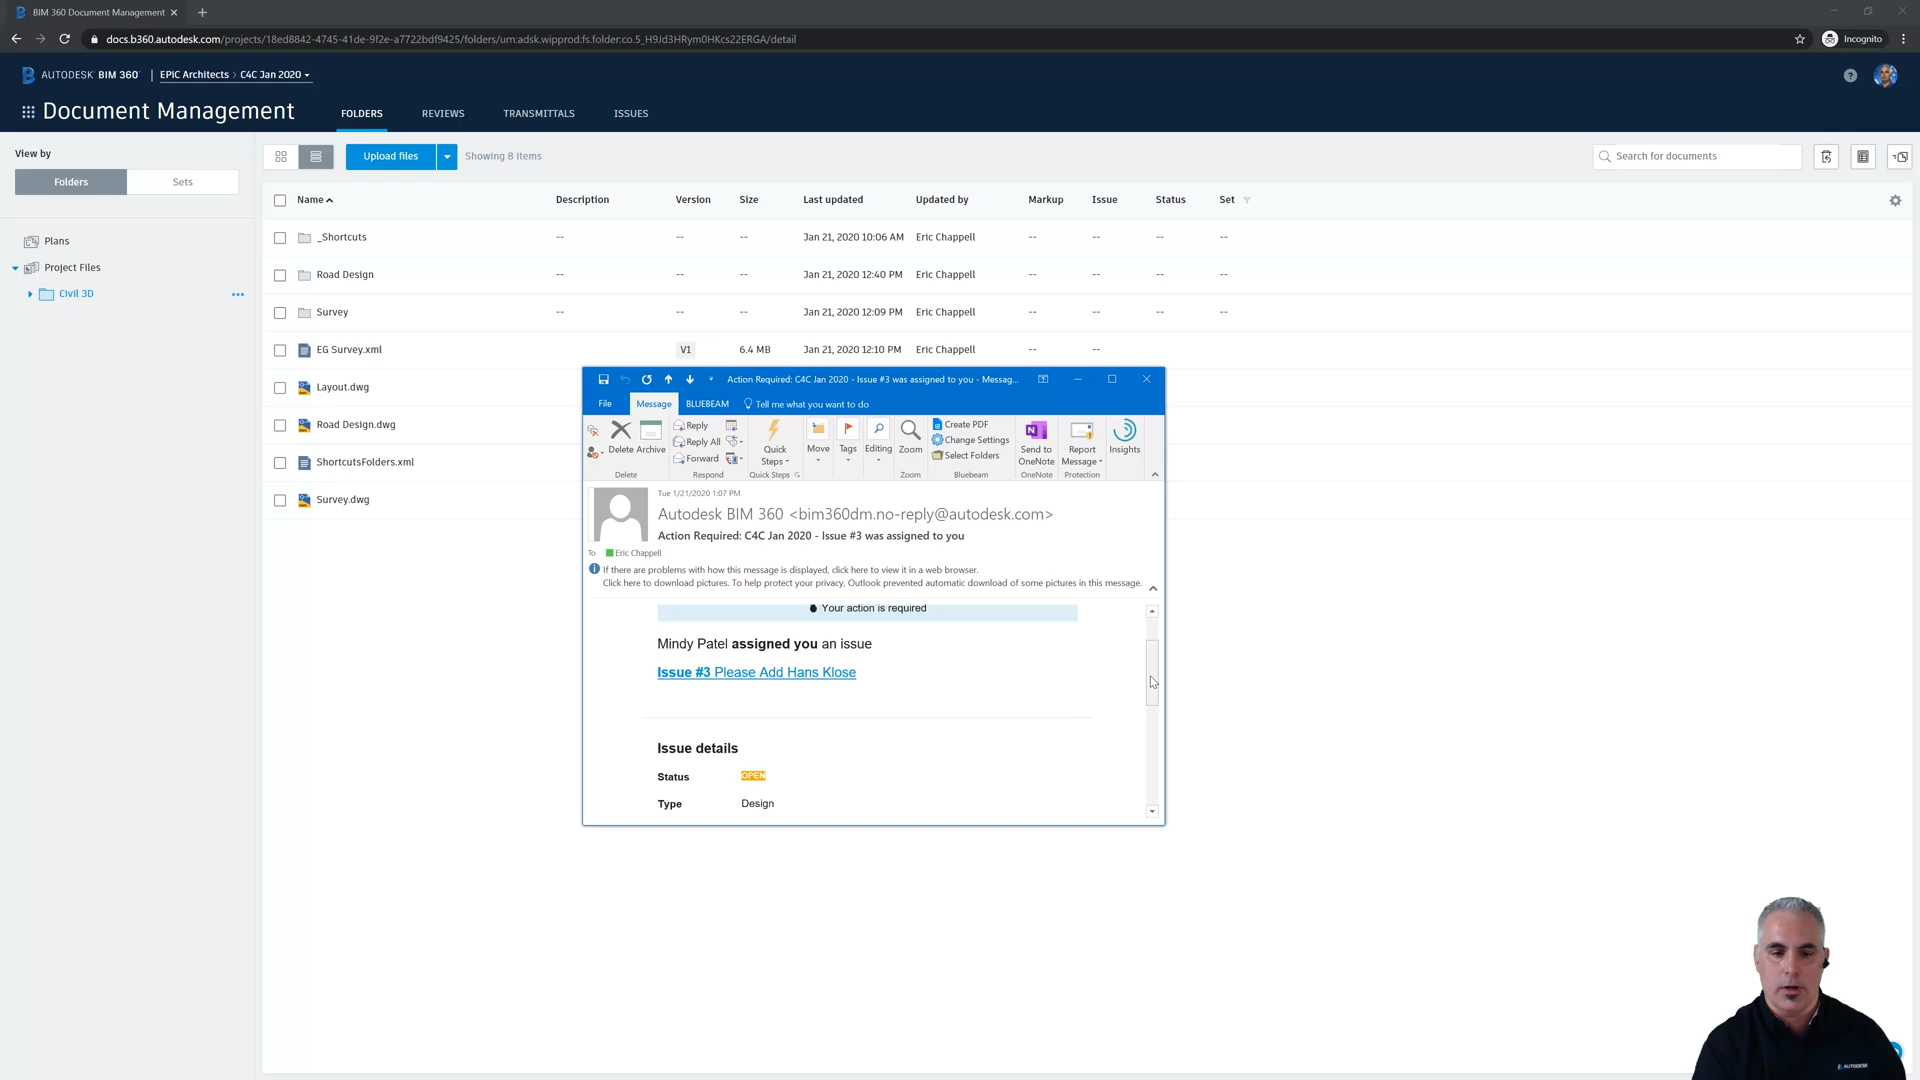 BIM 360 Document Management
docs.b360.autodesk.com/projects/18ed8842-4745-41de-9f2e-a7722bdf9425/folders/urn:adsk.wipprod:fs.folder:co.5_H9Jd3HRym0HKcs22ERGA/detail
Incognito
AUTODESK® BIM 360™ EPIC Architects > C4C Jan 2020
Document Management FOLDERS REVIEWS TRANSMITTALS ISSUES
View by
Folders Sets
Plans
Project Files
Civil 3D
Upload files Showing 8 items Search for documents
Name Description Version Size Last updated Updated by Markup Issue Status Set
_Shortcuts -- -- -- Jan 21, 2020 10:06 AM Eric Chappell -- -- -- --
Road Design -- -- -- Jan 21, 2020 12:40 PM Eric Chappell -- -- -- --
Survey -- -- -- Jan 21, 2020 12:09 PM Eric Chappell -- -- -- --
EG Survey.xml V1 6.4 MB Jan 21, 2020 12:10 PM Eric Chappell -- --
Layout.dwg
Road Design.dwg
ShortcutsFolders.xml
Survey.dwg
Action Required: C4C Jan 2020 - Issue #3 was assigned to you - Messag...
File Message BLUEBEAM Tell me what you want to do
Delete Archive
Delete
Reply
Reply All
Forward
Respond
Quick
Steps
Quick Steps
Move
Tags
Editing
Zoom
Zoom
Create PDF
Change Settings
Select Folders
Bluebeam
Send to
OneNote
OneNote
Report
Message
Protection
Insights
Tue 1/21/2020 1:07 PM
Autodesk BIM 360 <bim360dm.no-reply@autodesk.com>
Action Required: C4C Jan 2020 - Issue #3 was assigned to you
To Eric Chappell
If there are problems with how this message is displayed, click here to view it in a web browser.
Click here to download pictures. To help protect your privacy, Outlook prevented automatic download of some pictures in this message.
Your action is required
Mindy Patel assigned you an issue
Issue #3 Please Add Hans Klose
Issue details
Status OPEN
Type Design
AUTODESK